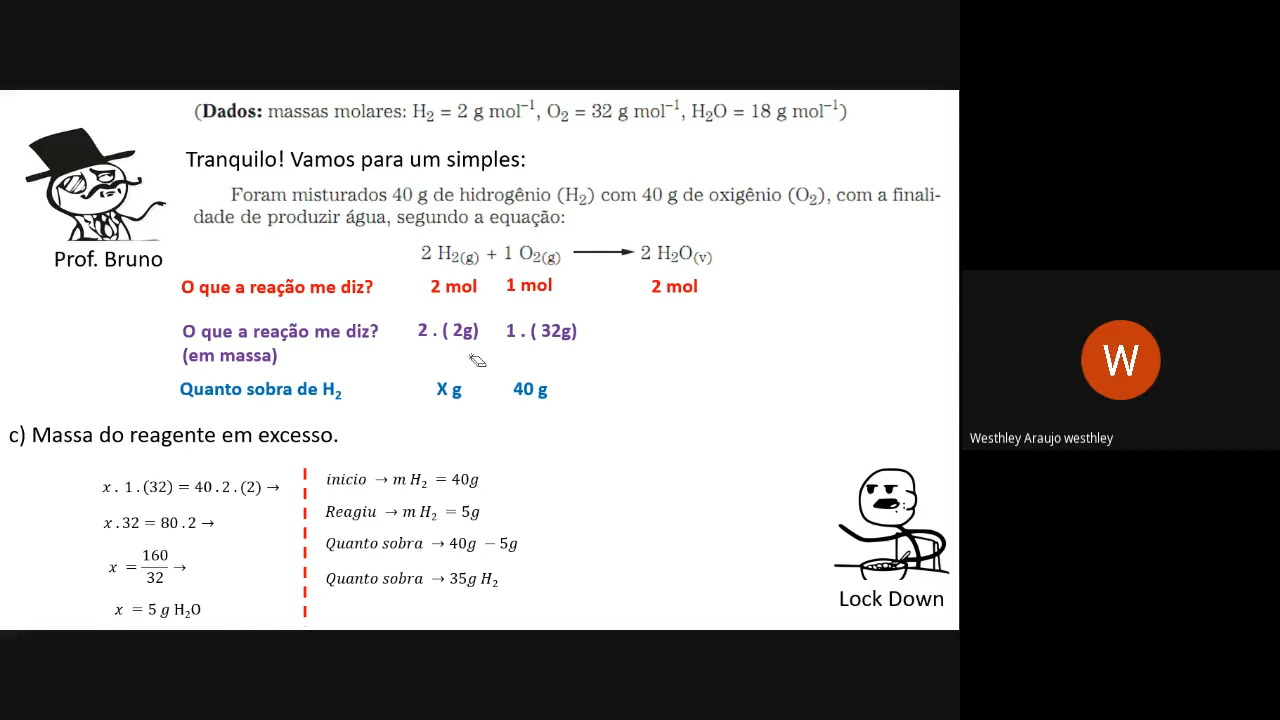 (Dados: massas molares: H₂ = 2 g mol⁻¹, O₂ = 32 g mol⁻¹, H₂O = 18 g mol⁻¹)
Tranquilo! Vamos para um simples:
Foram misturados 40 g de hidrogênio (H₂) com 40 g de oxigênio (O₂), com a finali-
dade de produzir água, segundo a equação:
Prof. Bruno
2 H₂(g) + 1 O₂(g) ⟶ 2 H₂O(v)
O que a reação me diz? 2 mol 1 mol 2 mol
O que a reação me diz? 2 . ( 2g) 1 . ( 32g)
(em massa)
Quanto sobra de H₂ X g 40 g
c) Massa do reagente em excesso.
x . 1 . (32) = 40 . 2 . (2) →
x . 32 = 80 . 2 →
x = 160/32 →
x = 5 g H₂O
inicio → m H₂ = 40g
Reagiu → m H₂ = 5g
Quanto sobra → 40g − 5g
Quanto sobra → 35g H₂
Lock Down
W
Westhley Araujo westhley